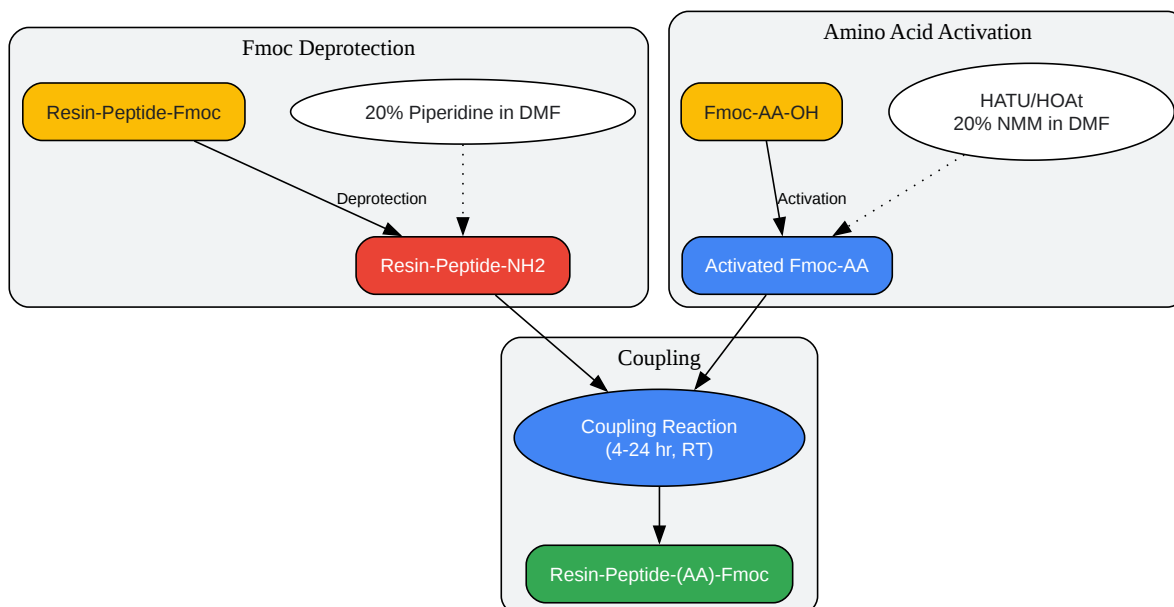 Fmoc Deprotection
Resin-Peptide-Fmoc
20% Piperidine in DMF
Deprotection
Resin-Peptide-NH2
Amino Acid Activation
Fmoc-AA-OH
HATU/HOAt
20% NMM in DMF
Activation
Activated Fmoc-AA
Coupling
Coupling Reaction
(4-24 hr, RT)
Resin-Peptide-(AA)-Fmoc